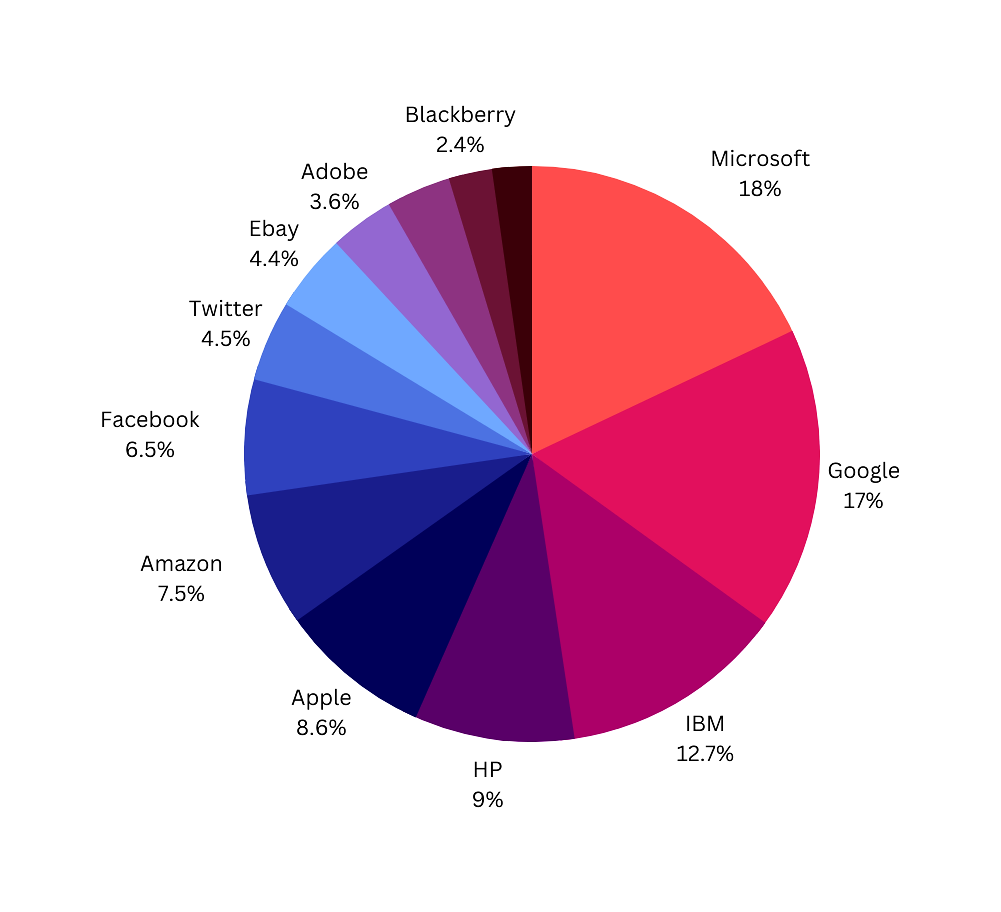 Blackberry
2.4%
Microsoft
18%
Adobe
3.6%
Ebay
4.4%
Twitter
4.5%
Facebook
6.5%
Google
17%
Amazon
7.5%
Apple
8.6%
IBM
12.7%
HP
9%